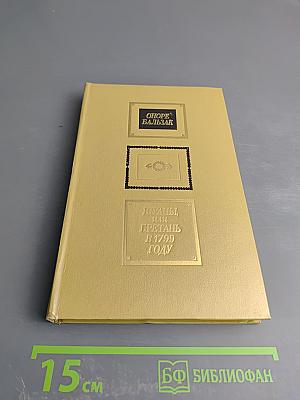 ОНОРЕ
БАЛЬЗАК
ШУАНЫ,
ИЛИ
БРЕТАНЬ
В 1799
ГОДУ
15 см
БФ БИБЛИОФАН